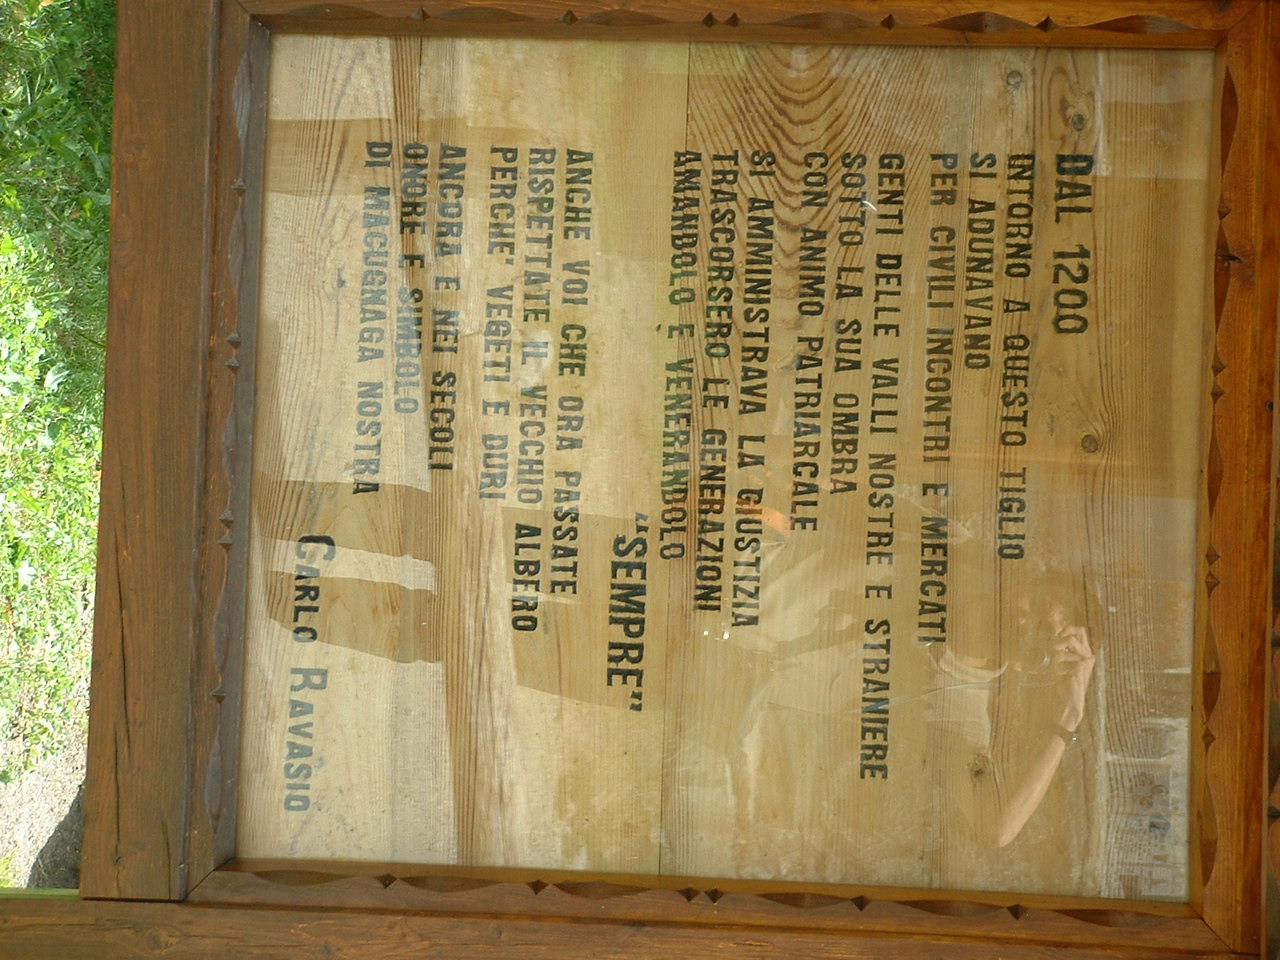 DAL 1200
INTORNO A QUESTO TIGLIO
SI ADUNAVANO
PER CIVILI INCONTRI E MERCATI
GENTI DELLE VALLI NOSTRE E STRANIERE
SOTTO LA SUA OMBRA
CON ANIMO PATRIARCALE
SI AMMINISTRAVA LA GIUSTIZIA
TRASCORSERO LE GENERAZIONI
AMANDOLO E VENERANDOLO
"SEMPRE"
ANCHE VOI CHE ORA PASSATE
RISPETTATE IL VECCHIO ALBERO
PERCHE' VEGETI E DURI
ANCORA E NEI SECOLI
ONORE E SIMBOLO
DI MACUGNAGA NOSTRA
CARLO RAVASIO